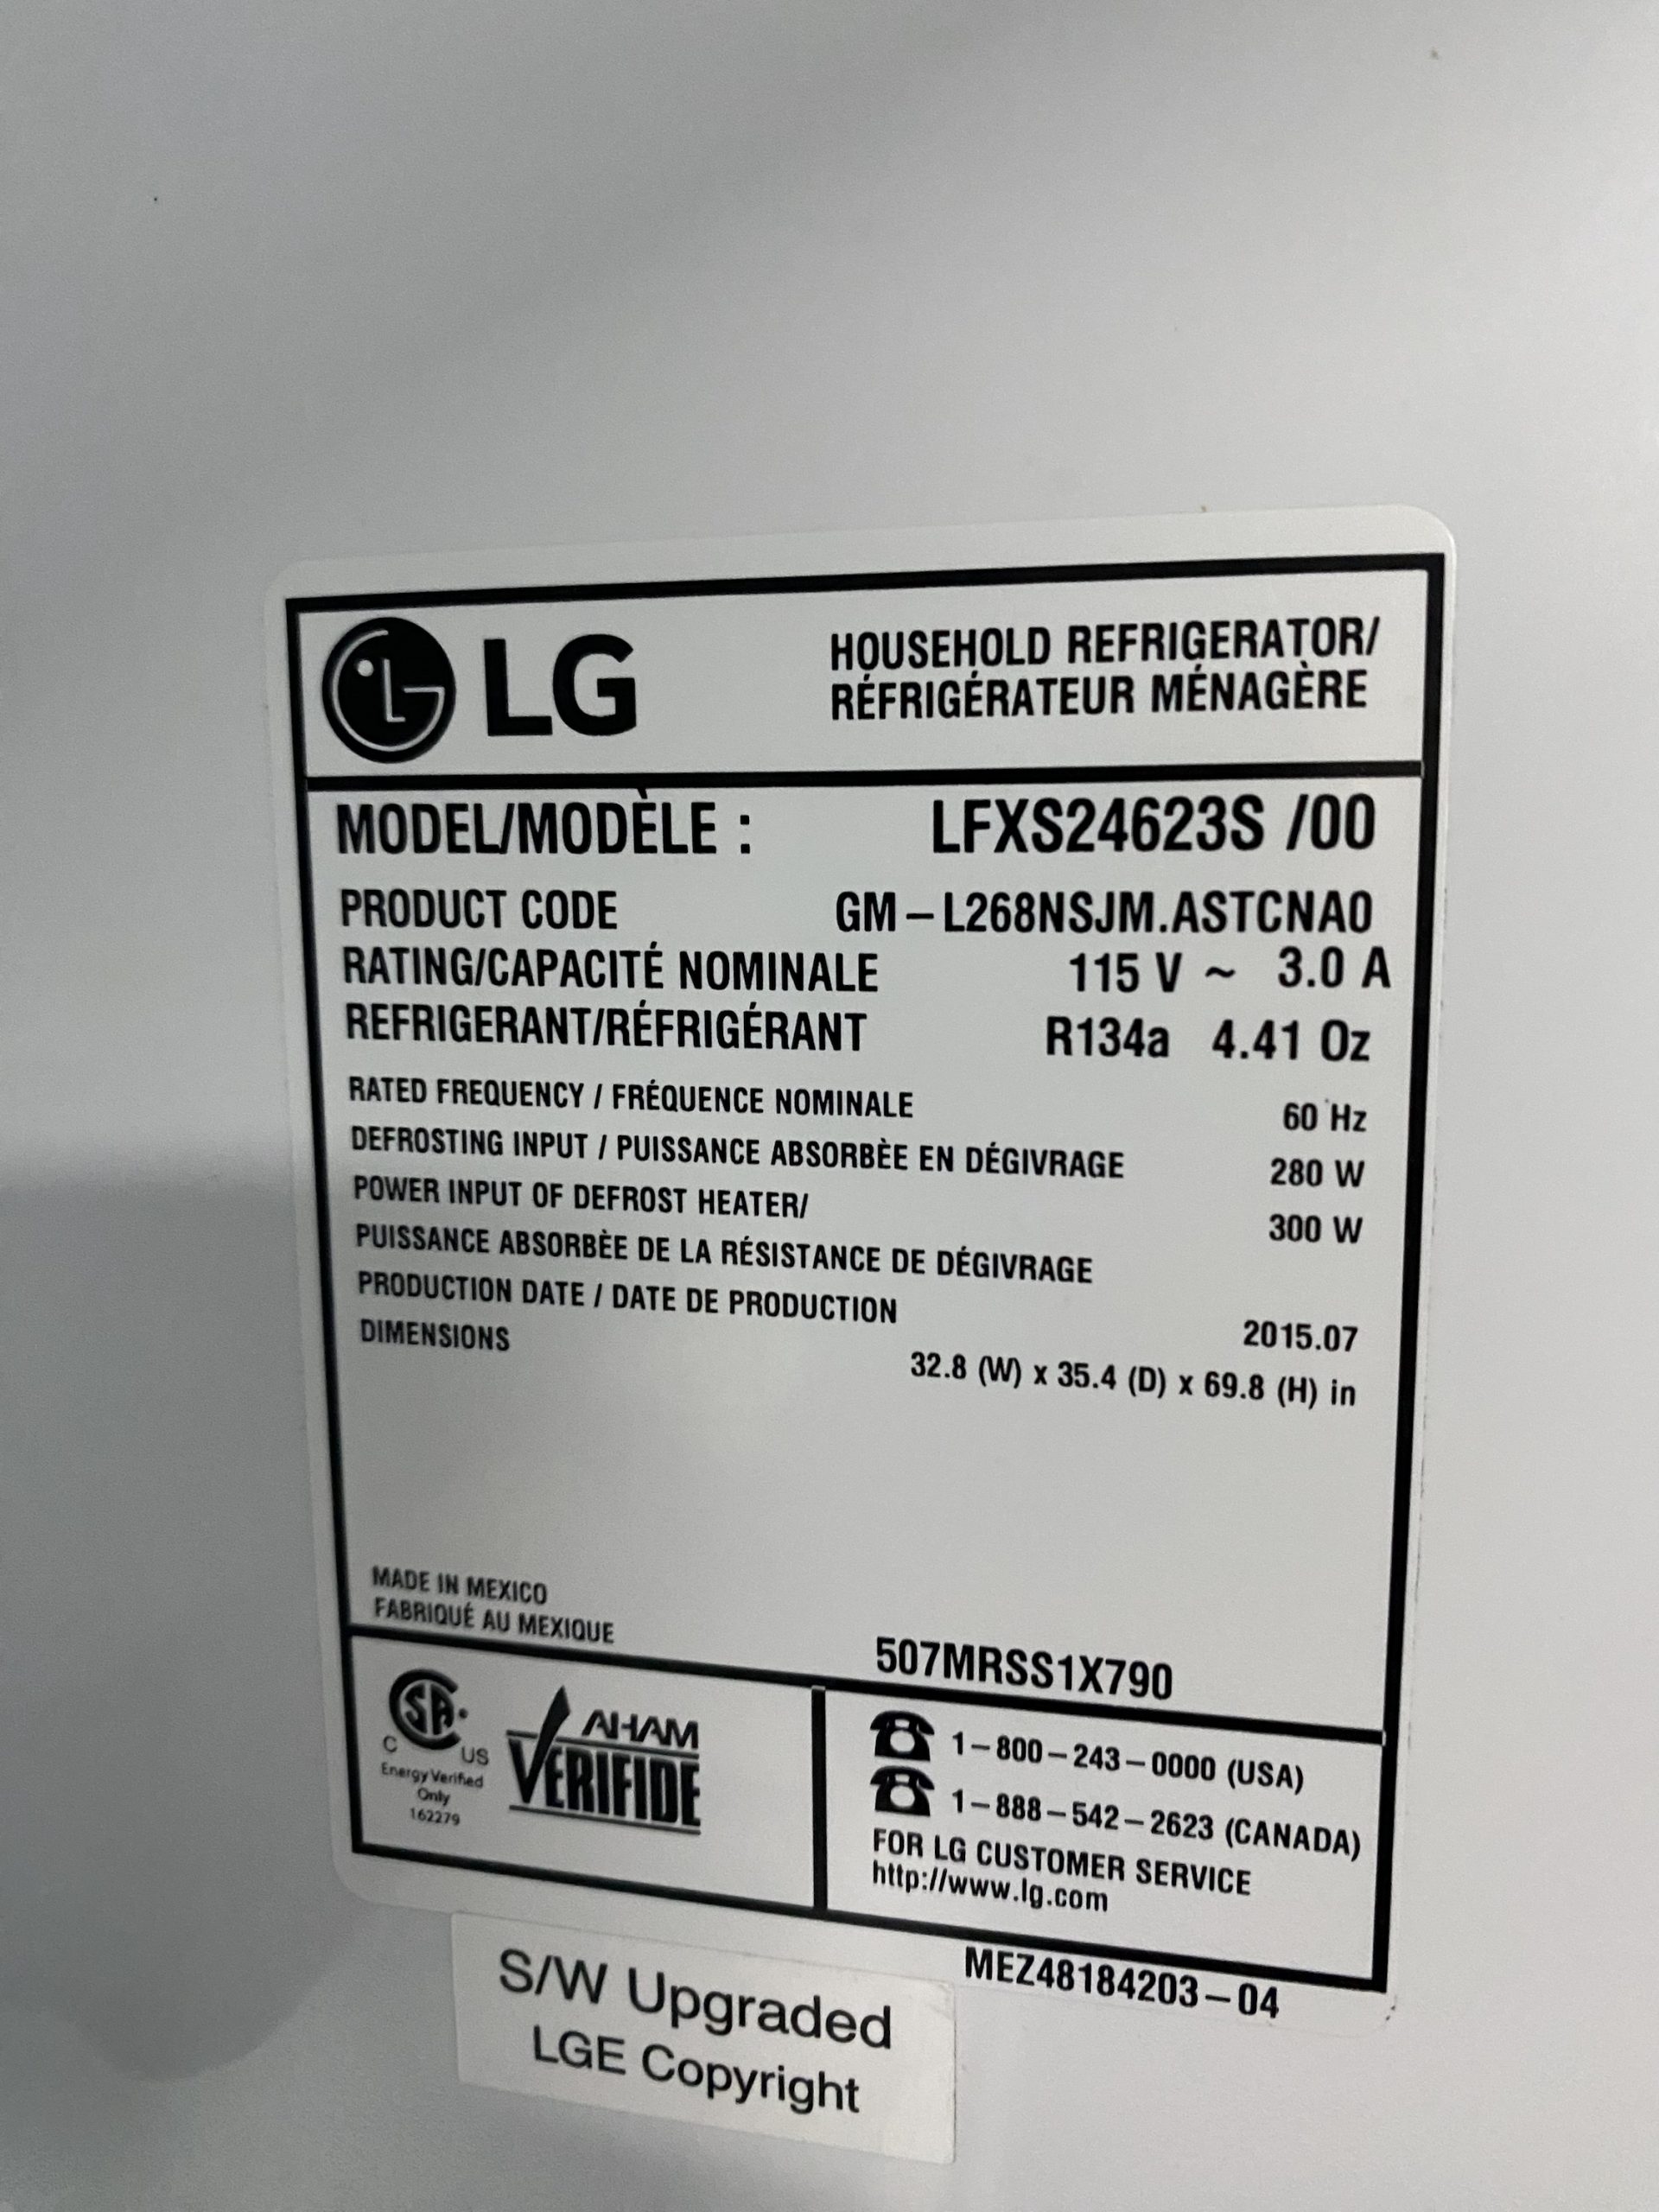 LG
HOUSEHOLD REFRIGERATOR/
RÉFRIGÉRATEUR MÉNAGÈRE
MODEL/MODÈLE : LFXS24623S /00
PRODUCT CODE GM–L268NSJM.ASTCNA0
RATING/CAPACITÉ NOMINALE 115 V ~ 3.0 A
REFRIGERANT/RÉFRIGÉRANT R134a 4.41 Oz
RATED FREQUENCY / FRÉQUENCE NOMINALE 60 Hz
DEFROSTING INPUT / PUISSANCE ABSORBÈE EN DÉGIVRAGE 280 W
POWER INPUT OF DEFROST HEATER/ 300 W
PUISSANCE ABSORBÈE DE LA RÉSISTANCE DE DÉGIVRAGE
PRODUCTION DATE / DATE DE PRODUCTION 2015.07
DIMENSIONS 32.8 (W) x 35.4 (D) x 69.8 (H) in
MADE IN MEXICO
FABRIQUÉ AU MEXIQUE
507MRSS1X790
SA
C US
Energy Verified
Only
162279
AHAM
VERIFIDE
1–800–243–0000 (USA)
1–888–542–2623 (CANADA)
FOR LG CUSTOMER SERVICE
http://www.lg.com
MEZ48184203–04
S/W Upgraded
LGE Copyright